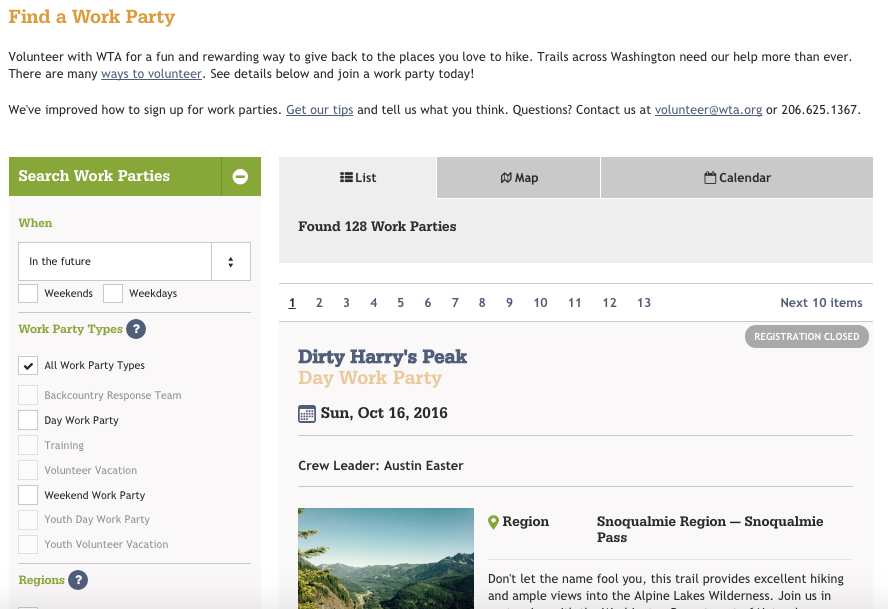 Find a Work Party
Volunteer with WTA for a fun and rewarding way to give back to the places you love to hike. Trails across Washington need our help more than ever.
There are many ways to volunteer. See details below and join a work party today!
We've improved how to sign up for work parties. Get our tips and tell us what you think. Questions? Contact us at volunteer@wta.org or 206.625.1367.
Search Work Parties
When
In the future
Weekends Weekdays
Work Party Types ?
All Work Party Types
Backcountry Response Team
Day Work Party
Training
Volunteer Vacation
Weekend Work Party
Youth Day Work Party
Youth Volunteer Vacation
Regions ?
List Map Calendar
Found 128 Work Parties
1 2 3 4 5 6 7 8 9 10 11 12 13 Next 10 items
REGISTRATION CLOSED
Dirty Harry's Peak
Day Work Party
Sun, Oct 16, 2016
Crew Leader: Austin Easter
Region Snoqualmie Region — Snoqualmie
Pass
Don't let the name fool you, this trail provides excellent hiking
and ample views into the Alpine Lakes Wilderness. Join us in